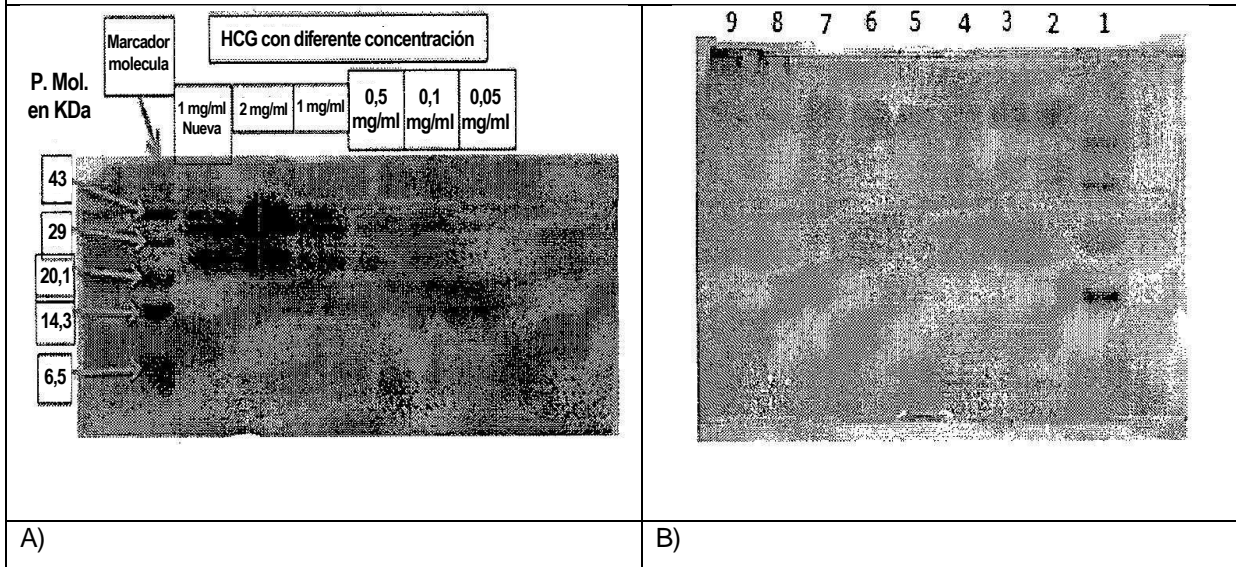 Marcador
molecula
HCG con diferente concentración
P. Mol.
en KDa
1 mg/ml
Nueva
2 mg/ml
1 mg/ml
0,5
mg/ml
0,1
mg/ml
0,05
mg/ml
43
29
20,1
14,3
6,5
A)
9 8 7 6 5 4 3 2 1
B)